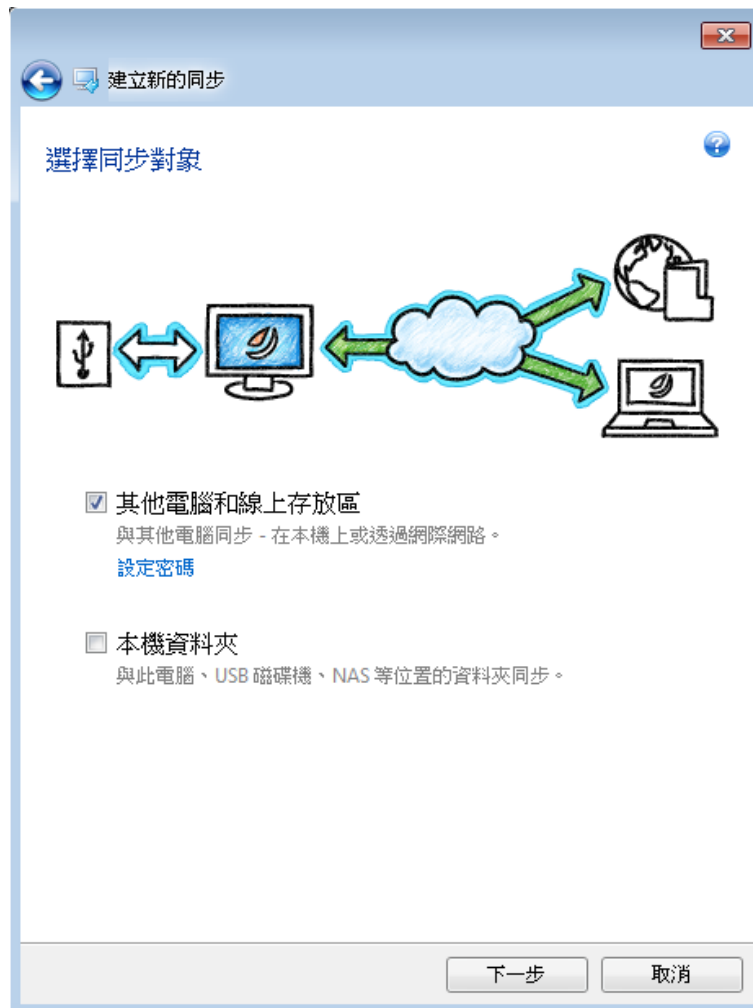 建立新的同步
選擇同步對象
其他電腦和線上存放區
與其他電腦同步 - 在本機上或透過網際網路。
設定密碼
本機資料夾
與此電腦、USB 磁碟機、NAS 等位置的資料夾同步。
下一步
取消